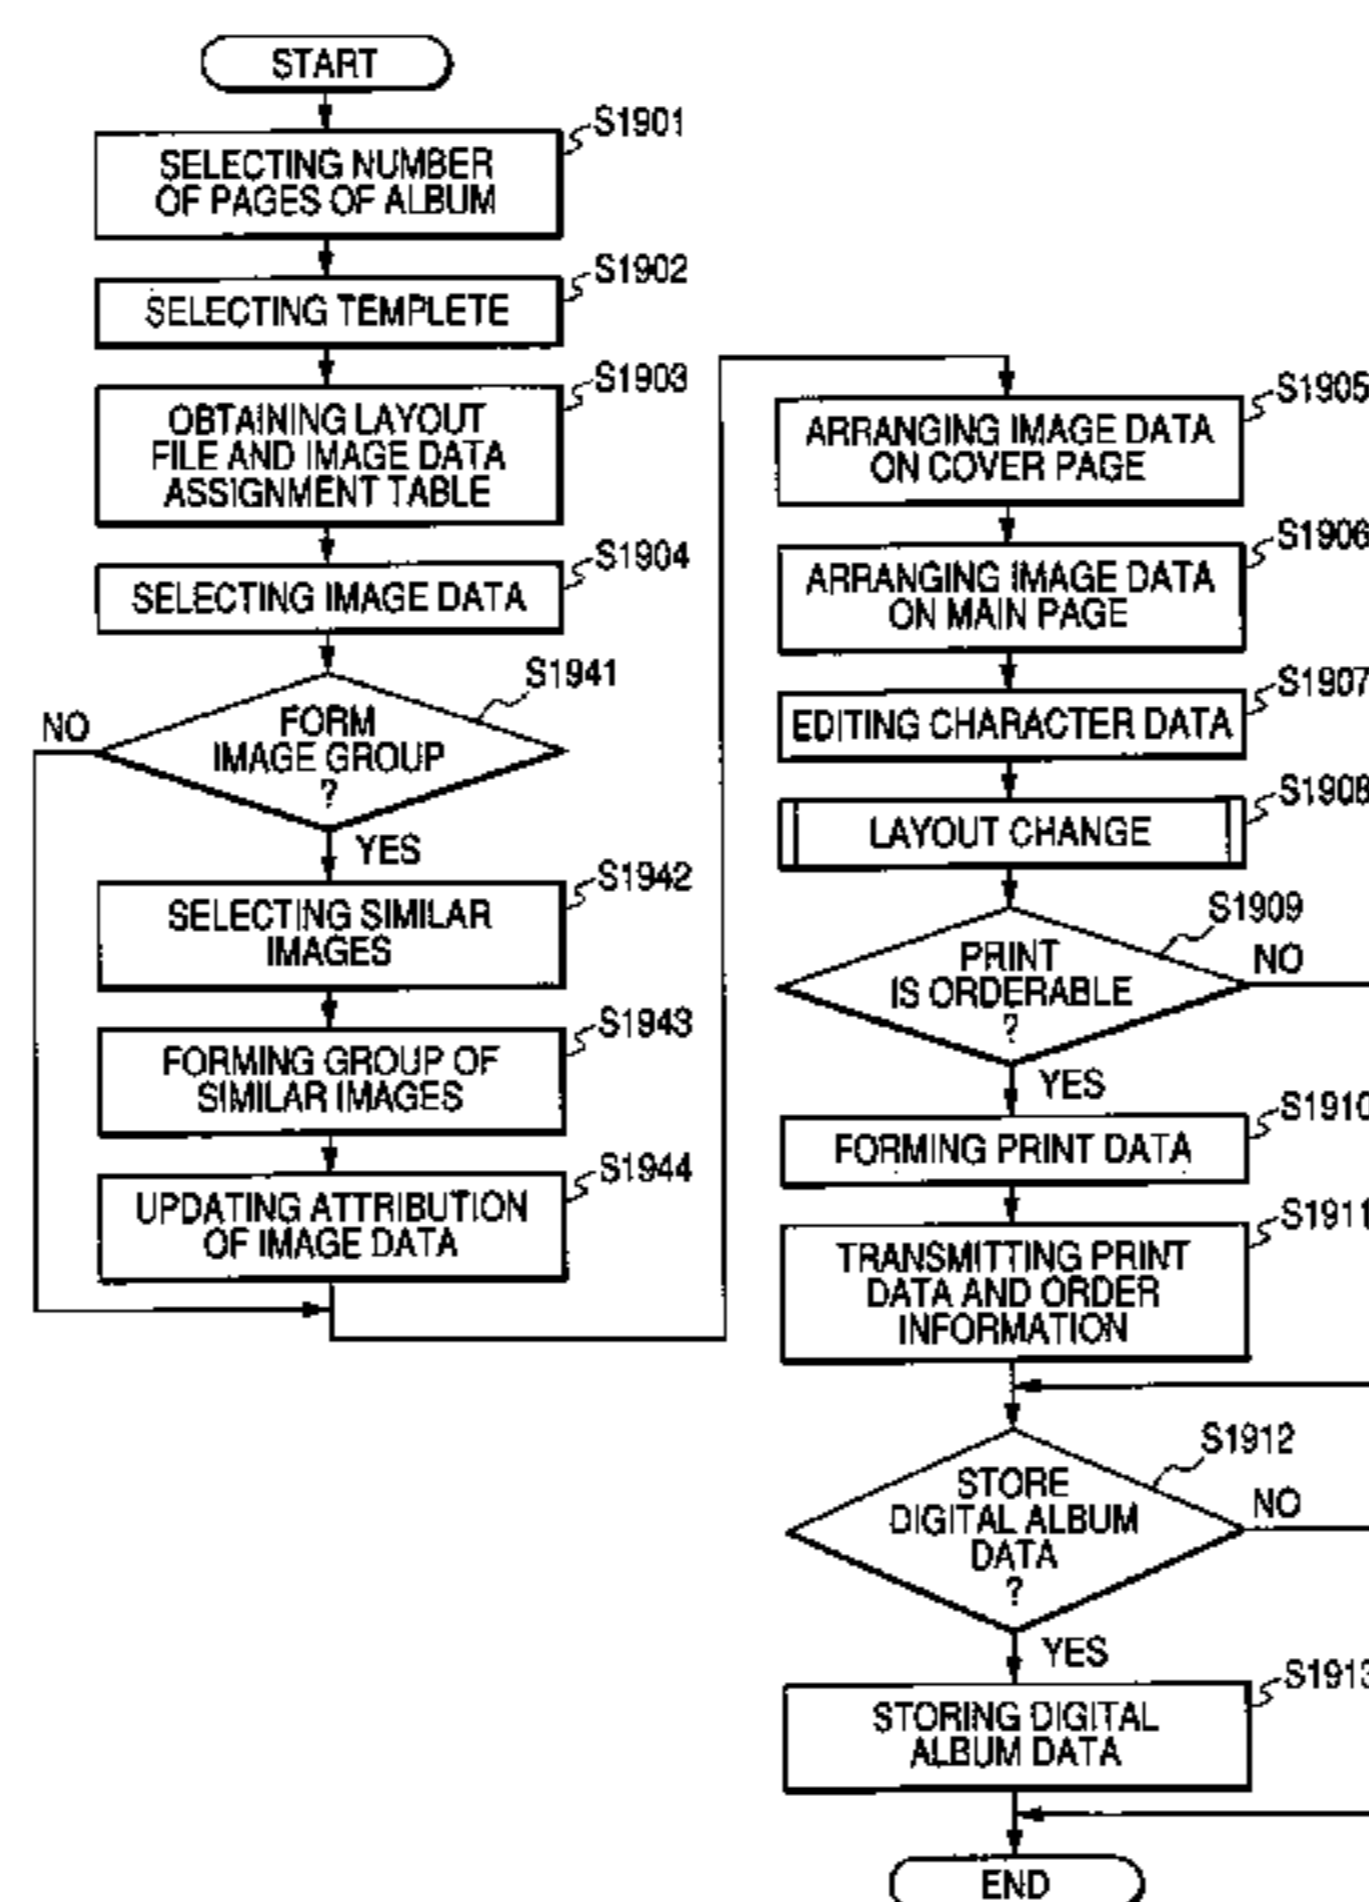 START
S1901
SELECTING NUMBER
OF PAGES OF ALBUM
S1902
SELECTING TEMPLETE
S1903
OBTAINING LAYOUT
FILE AND IMAGE DATA
ASSIGNMENT TABLE
S1904
SELECTING IMAGE DATA
S1941
NO
FORM
IMAGE GROUP
?
YES
S1942
SELECTING SIMILAR
IMAGES
S1943
FORMING GROUP OF
SIMILAR IMAGES
S1944
UPDATING ATTRIBUTION
OF IMAGE DATA
S1905
ARRANGING IMAGE DATA
ON COVER PAGE
S1906
ARRANGING IMAGE DATA
ON MAIN PAGE
S1907
EDITING CHARACTER DATA
S1908
LAYOUT CHANGE
S1909
PRINT
IS ORDERABLE
?
NO
YES
S1910
FORMING PRINT DATA
S1911
TRANSMITTING PRINT
DATA AND ORDER
INFORMATION
S1912
STORE
DIGITAL ALBUM
DATA
?
NO
YES
S1913
STORING DIGITAL
ALBUM DATA
END